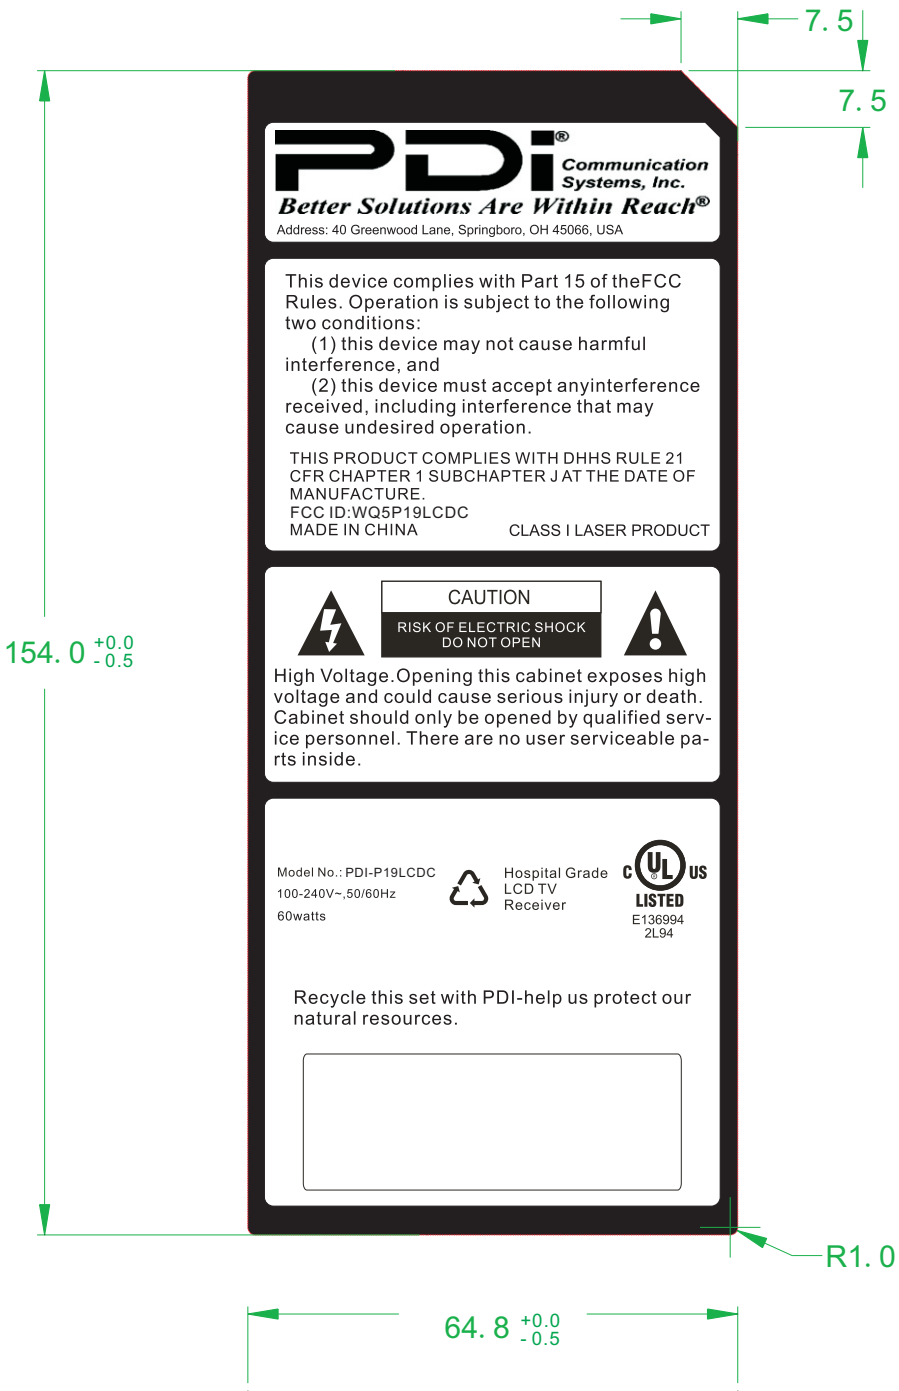 7. 5
7. 5
PDi®
Communication
Systems, Inc.
Better Solutions Are Within Reach®
Address: 40 Greenwood Lane, Springboro, OH 45066, USA
This device complies with Part 15 of theFCC
Rules. Operation is subject to the following
two conditions:
(1) this device may not cause harmful
interference, and
(2) this device must accept anyinterference
received, including interference that may
cause undesired operation.
THIS PRODUCT COMPLIES WITH DHHS RULE 21
CFR CHAPTER 1 SUBCHAPTER J AT THE DATE OF
MANUFACTURE.
FCC ID:WQ5P19LCDC
MADE IN CHINA CLASS I LASER PRODUCT
CAUTION
RISK OF ELECTRIC SHOCK
DO NOT OPEN
154. 0 +0.0
- 0.5
High Voltage.Opening this cabinet exposes high
voltage and could cause serious injury or death.
Cabinet should only be opened by qualified serv-
ice personnel. There are no user serviceable pa-
rts inside.
Model No.: PDI-P19LCDC
100-240V~,50/60Hz
60watts
Hospital Grade
LCD TV
Receiver
C UL® US
LISTED
E136994
2L94
Recycle this set with PDI-help us protect our
natural resources.
R1. 0
64. 8 +0.0
- 0.5